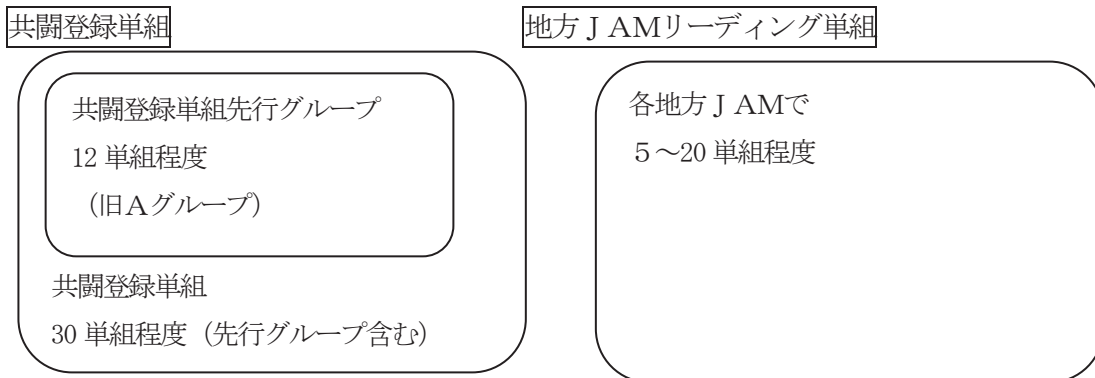 共闘登録単組
共闘登録単組先行グループ
12 単組程度
（旧Ａグループ）
共闘登録単組
30 単組程度（先行グループ含む）
地方ＪＡＭリーディング単組
各地方ＪＡＭで
５～20 単組程度